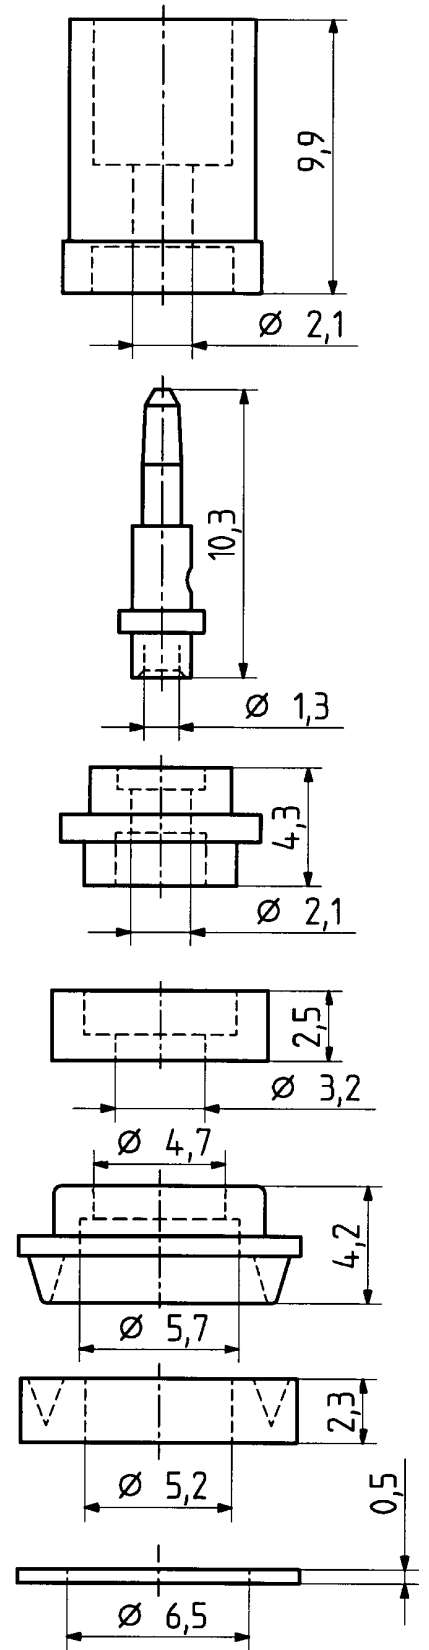 9,9
Ø 2,1
10,3
Ø 1,3
4,3
Ø 2,1
2,5
Ø 3,2
Ø 4,7
4,2
Ø 5,7
2,3
Ø 5,2
0,5
Ø 6,5